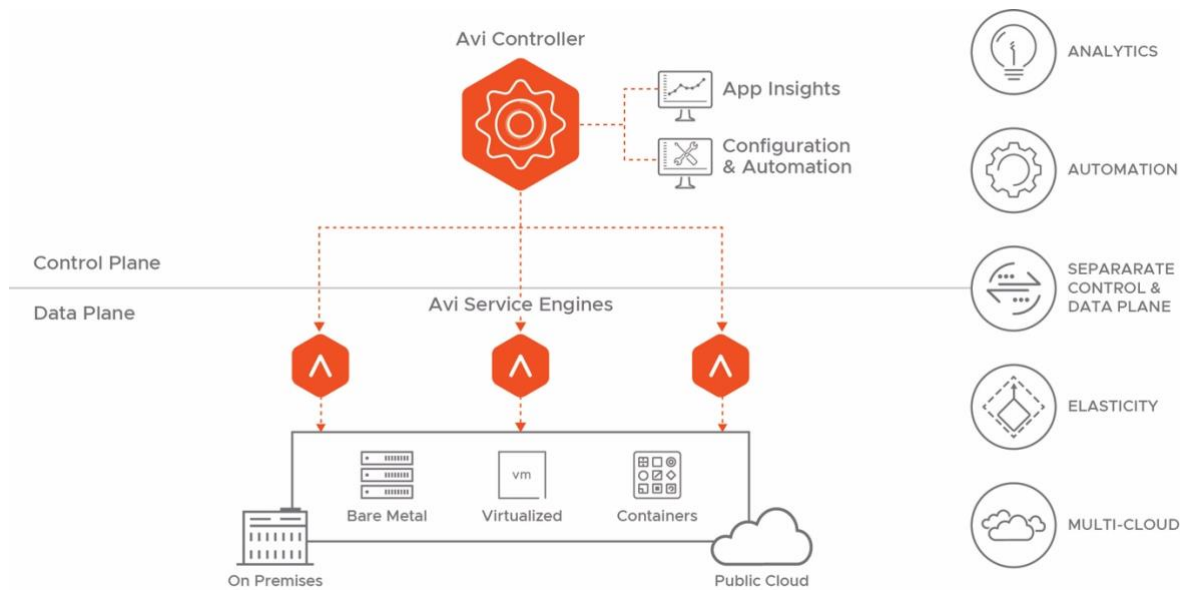 Avi Controller
App Insights
Configuration
& Automation
Control Plane
Data Plane
Avi Service Engines
vm
Bare Metal
Virtualized
Containers
On Premises
Public Cloud
ANALYTICS
AUTOMATION
SEPARARATE
CONTROL &
DATA PLANE
ELASTICITY
MULTI-CLOUD